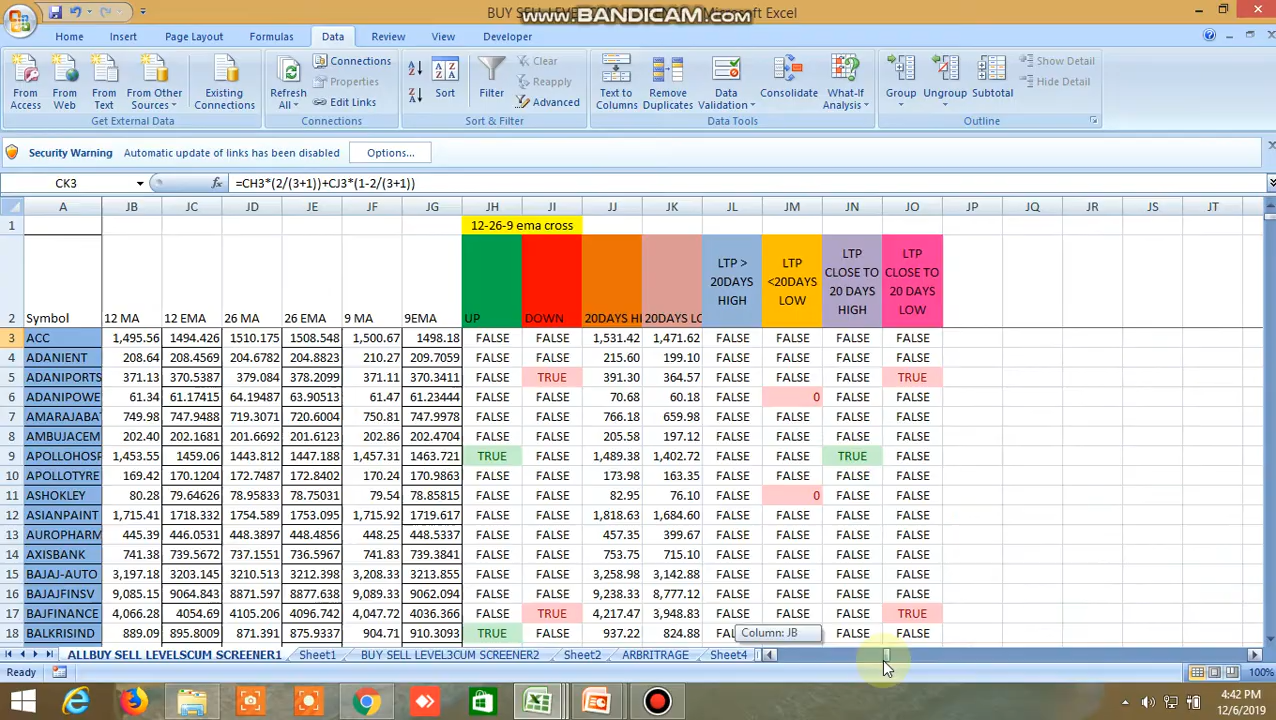 BUY SELL LEVEL
www.BANDICAM.com
Microsoft Excel
Home Insert Page Layout Formulas Data Review View Developer
From Access
From Web
From Text
From Other Sources
Existing Connections
Get External Data
Refresh All
Connections
Properties
Edit Links
Connections
Sort
Filter
Clear
Reapply
Advanced
Sort & Filter
Text to Columns
Remove Duplicates
Data Validation
Consolidate
What-If Analysis
Data Tools
Group
Ungroup
Subtotal
Show Detail
Hide Detail
Outline
Security Warning Automatic update of links has been disabled Options...
CK3 fx =CH3*(2/(3+1))+CJ3*(1-2/(3+1))
A JB JC JD JE JF JG JH JI JJ JK JL JM JN JO JP JQ JR JS JT
1 12-26-9 ema cross
2 Symbol 12 MA 12 EMA 26 MA 26 EMA 9 MA 9EMA UP DOWN 20DAYS HI 20DAYS LO LTP > 20DAYS HIGH LTP <20DAYS LOW LTP CLOSE TO 20 DAYS HIGH LTP CLOSE TO 20 DAYS LOW
3 ACC 1,495.56 1494.426 1510.175 1508.548 1,500.67 1498.18 FALSE FALSE 1,531.42 1,471.62 FALSE FALSE FALSE FALSE
4 ADANIENT 208.64 208.4569 204.6782 204.8823 210.27 209.7059 FALSE FALSE 215.60 199.10 FALSE FALSE FALSE FALSE
5 ADANIPORTS 371.13 370.5387 379.084 378.2099 371.11 370.3411 FALSE TRUE 391.30 364.57 FALSE FALSE FALSE TRUE
6 ADANIPOWE 61.34 61.17415 64.19487 63.90513 61.47 61.23444 FALSE FALSE 70.68 60.18 FALSE 0 FALSE FALSE
7 AMARAJABA 749.98 747.9488 719.3071 720.6004 750.81 747.9978 FALSE FALSE 766.18 659.98 FALSE FALSE FALSE FALSE
8 AMBUJACEM 202.40 202.1681 201.6692 201.6123 202.86 202.4704 FALSE FALSE 205.58 197.12 FALSE FALSE FALSE FALSE
9 APOLLOHOSP 1,453.55 1459.06 1443.812 1447.188 1,457.31 1463.721 TRUE FALSE 1,489.38 1,402.72 FALSE FALSE TRUE FALSE
10 APOLLOTYRE 169.42 170.1204 172.7487 172.8402 170.24 170.9863 FALSE FALSE 173.98 163.35 FALSE FALSE FALSE FALSE
11 ASHOKLEY 80.28 79.64626 78.95833 78.75031 79.54 78.85815 FALSE FALSE 82.95 76.10 FALSE 0 FALSE FALSE
12 ASIANPAINT 1,715.41 1718.332 1754.589 1753.095 1,715.92 1719.617 FALSE FALSE 1,818.63 1,684.60 FALSE FALSE FALSE FALSE
13 AUROPHARM 445.39 446.0531 448.3897 448.4856 448.25 448.5337 FALSE FALSE 457.35 399.67 FALSE FALSE FALSE FALSE
14 AXISBANK 741.38 739.5672 737.1551 736.5967 741.83 739.3841 FALSE FALSE 753.75 715.10 FALSE FALSE FALSE FALSE
15 BAJAJ-AUTO 3,197.18 3203.145 3210.513 3212.398 3,208.33 3213.855 FALSE FALSE 3,258.98 3,142.88 FALSE FALSE FALSE FALSE
16 BAJAJFINSV 9,085.15 9064.843 8871.597 8877.638 9,089.33 9062.094 FALSE FALSE 9,238.33 8,777.12 FALSE FALSE FALSE FALSE
17 BAJFINANCE 4,066.28 4054.69 4105.206 4096.742 4,047.72 4036.366 FALSE TRUE 4,217.47 3,948.83 FALSE FALSE FALSE TRUE
18 BALKRISIND 889.09 895.8009 871.391 875.9337 904.71 910.3093 TRUE FALSE 937.22 824.88 FAL Column: JB FALSE FALSE
ALLBUY SELL LEVELSCUM SCREENER1 Sheet1 BUY SELL LEVEL3CUM SCREENER2 Sheet2 ARBRITRAGE Sheet4
Ready 100%
4:42 PM
12/6/2019